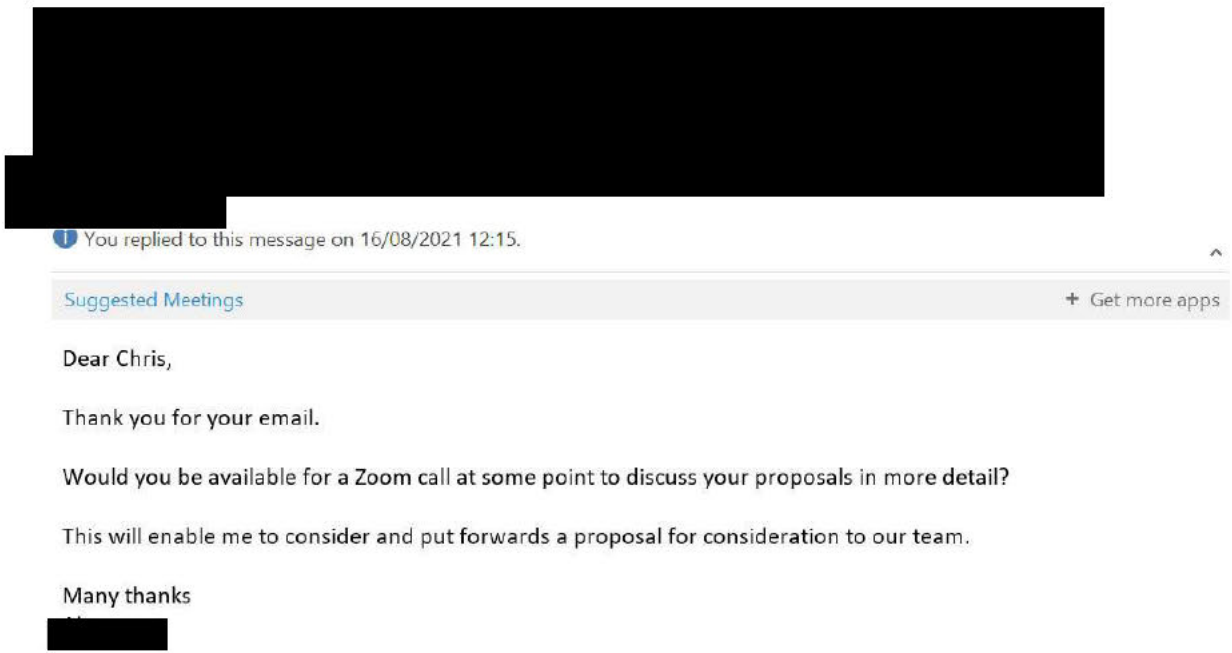 You replied to this message on 16/08/2021 12:15.
Suggested Meetings
+ Get more apps
Dear Chris,
Thank you for your email.
Would you be available for a Zoom call at some point to discuss your proposals in more detail?
This will enable me to consider and put forwards a proposal for consideration to our team.
Many thanks